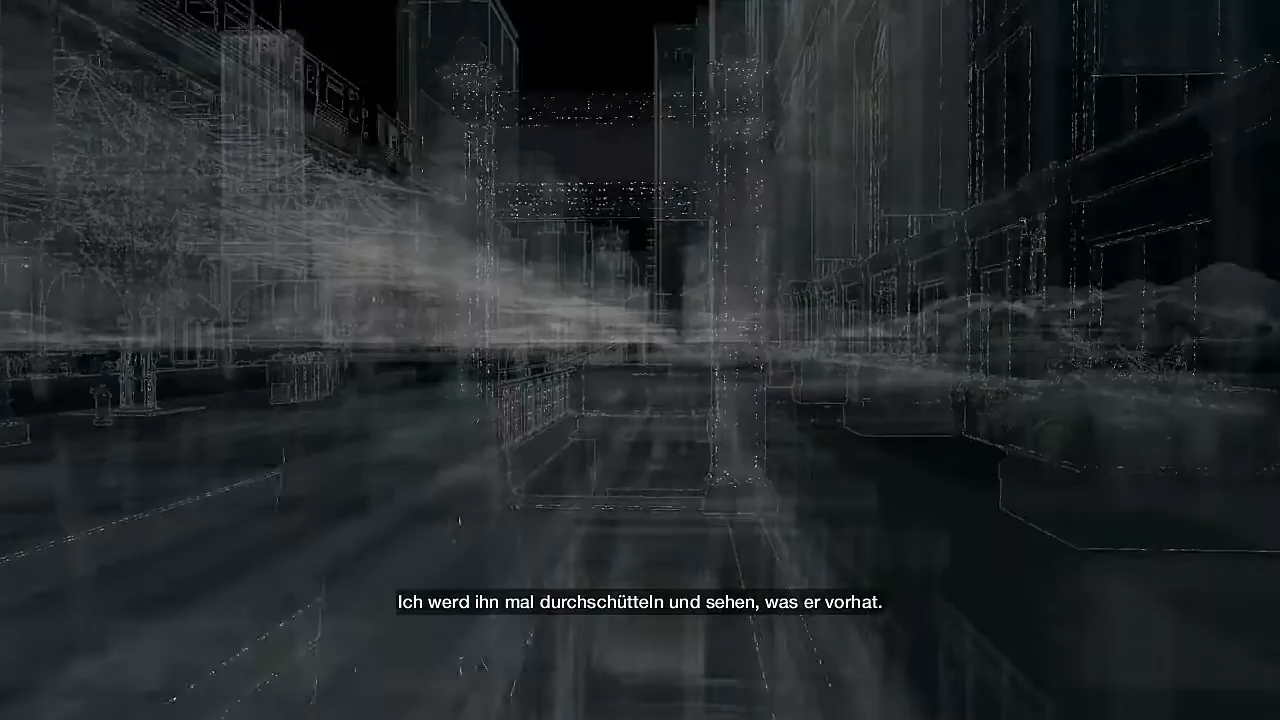 Ich werd ihn mal durchschütteln und sehen, was er vorhat.